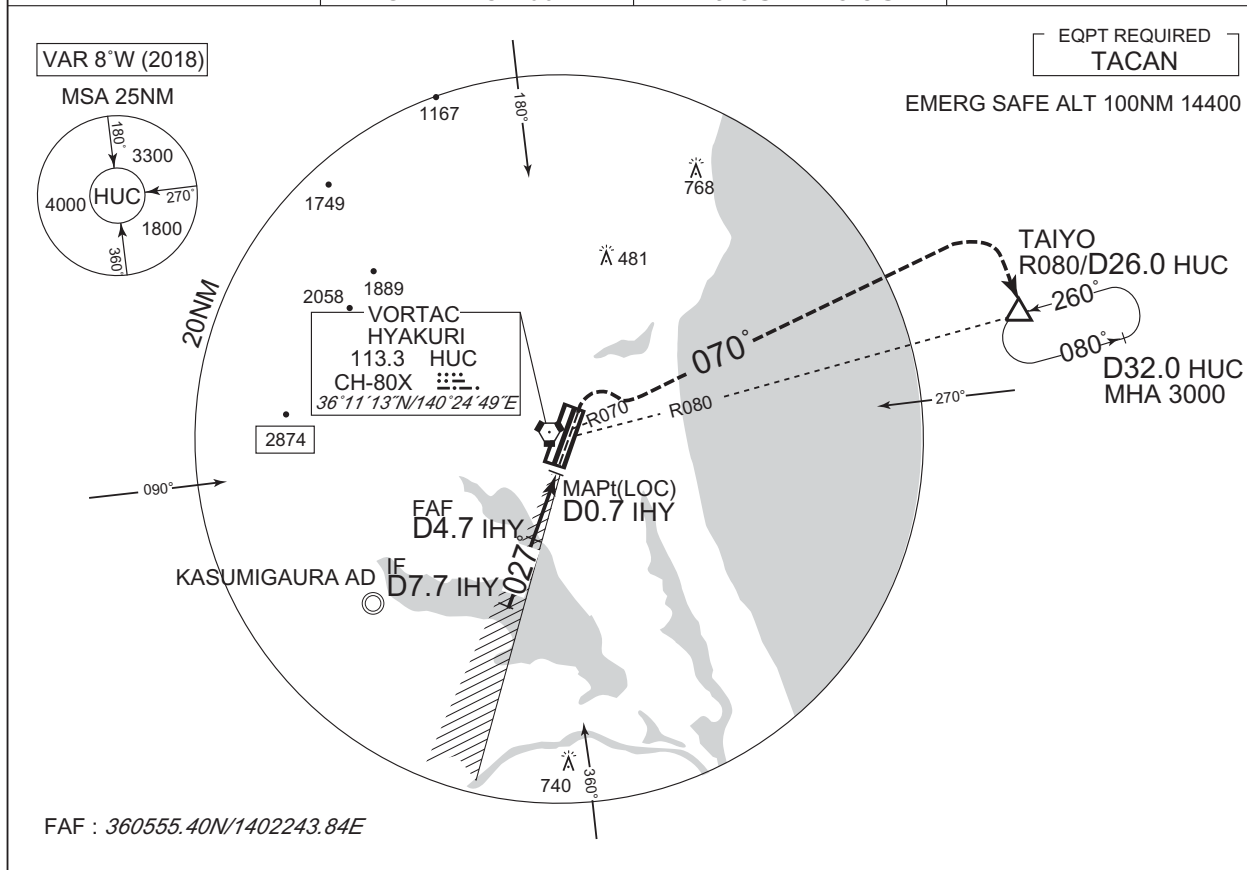 EQPT REQUIRED
TACAN
VAR 8°W (2018)
MSA 25NM
EMERG SAFE ALT 100NM 14400
180°
3300
HUC
270°
4000
1800
360°
180°
1167
768
1749
481
TAIYO
R080/D26.0 HUC
260°
080°
D32.0 HUC
MHA 3000
1889
2058
20NM
VORTAC
HYAKURI
113.3 HUC
CH-80X
36°11´13˝N/140°24´49˝E
070°
R070
R080
270°
2874
090°
MAPt(LOC)
D0.7 IHY
FAF
D4.7 IHY
027°
KASUMIGAURA AD
IF
D7.7 IHY
740
360°
FAF : 360555.40N/1402243.84E